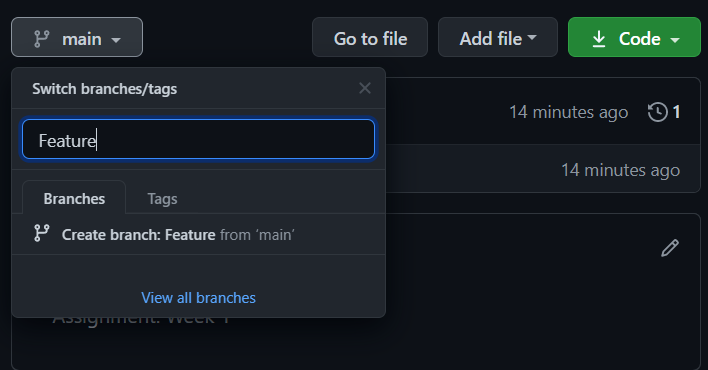 main
Go to file
Add file
Code
Switch branches/tags
14 minutes ago
1
Feature
14 minutes ago
Branches
Tags
Create branch: Feature from ‘main’
View all branches
Assignment: Week 1